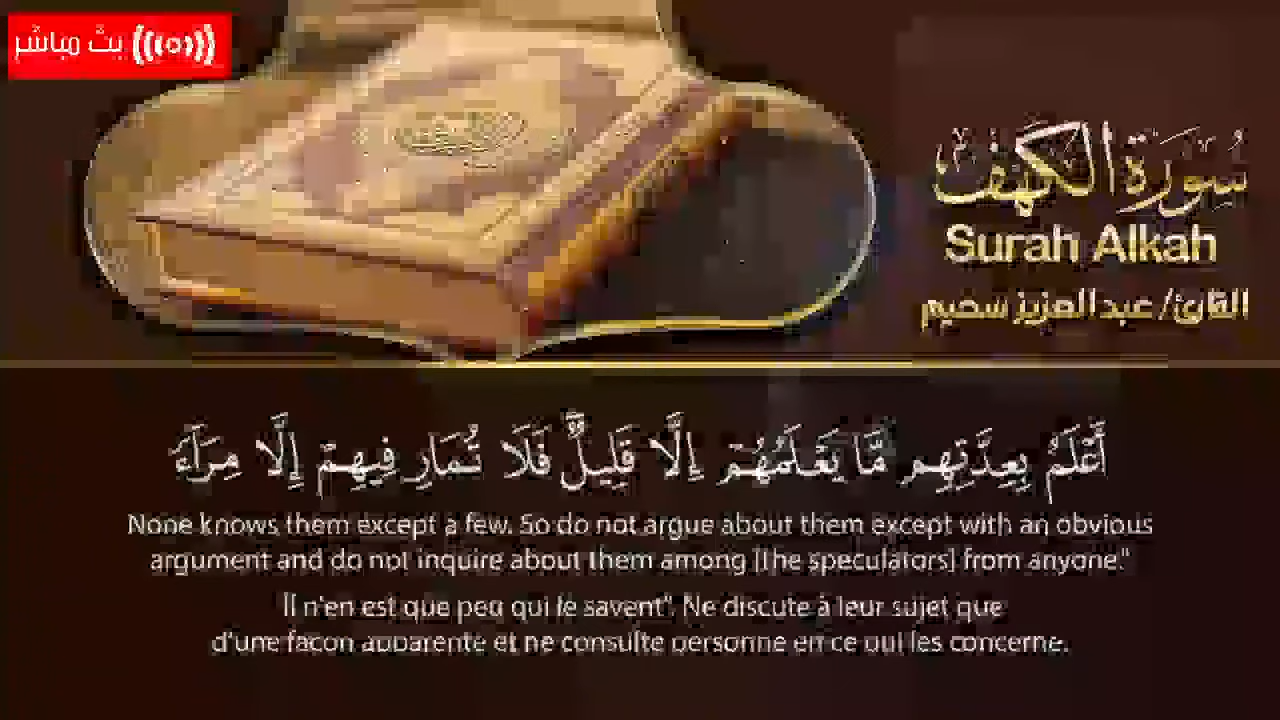 بث مباشر
سُورَة الكَهف
Surah Alkah
القارئ/ عبد العزيز سحيم
أَعْلَمُ بِعِدَّتِهِم مَّا يَعْلَمُهُمْ إِلَّا قَلِيلٌ فَلَا تُمَارِ فِيهِمْ إِلَّا مِرَآءً
None knows them except a few. So do not argue about them except with an obvious
argument and do not inquire about them among [the speculators] from anyone."
Il n'en est que peu qui le savent". Ne discute à leur sujet que
d'une façon apparente et ne consulte personne en ce qui les concerne.